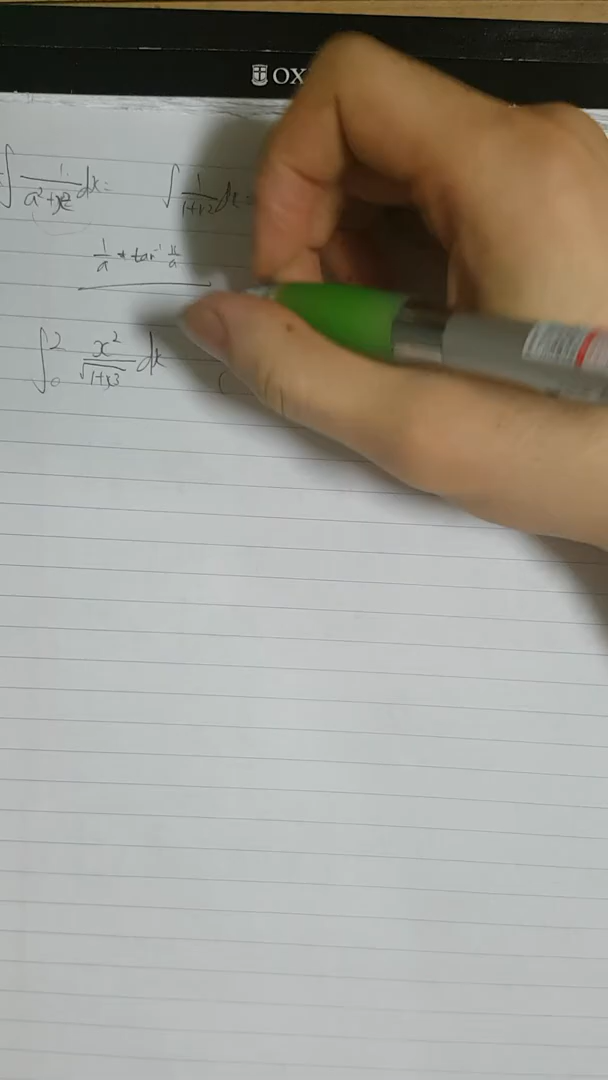 OX
∫ 1/(a²+x²) dx = ∫ 1/(1+x²) dx =
1/a * tan⁻¹ x/a
∫₀² x²/√(1+x³) dx (